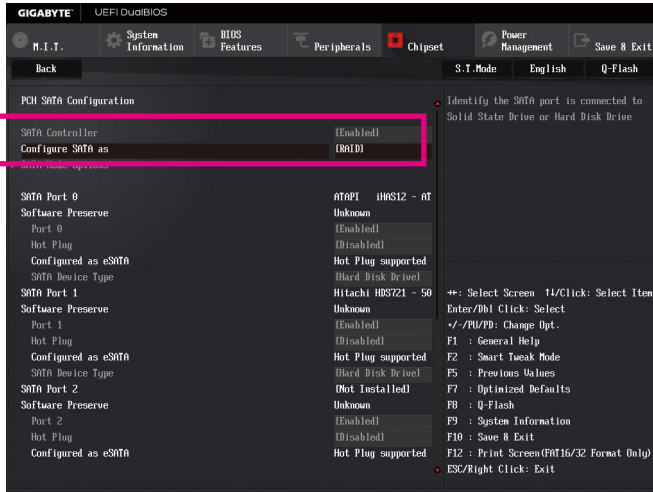 GIGABYTE™ UEFI DualBIOS
M.I.T. System Information BIOS Features Peripherals Chipset Power Management Save & Exit
Back S.T.Mode English Q-Flash
PCH SATA Configuration
SATA Controller [Enabled]
Configure SATA as [RAID]
SATA Mode Options
SATA Port 0 ATAPI iHAS12 - AT
Software Preserve Unknown
Port 0 [Enabled]
Hot Plug [Disabled]
Configured as eSATA Hot Plug supported
SATA Device Type [Hard Disk Drive]
SATA Port 1 Hitachi HDS721 - 50
Software Preserve Unknown
Port 1 [Enabled]
Hot Plug [Disabled]
Configured as eSATA Hot Plug supported
SATA Device Type [Hard Disk Drive]
SATA Port 2 [Not Installed]
Software Preserve Unknown
Port 2 [Enabled]
Hot Plug [Disabled]
Configured as eSATA Hot Plug supported
Identify the SATA port is connected to
Solid State Drive or Hard Disk Drive
→←: Select Screen ↑↓/Click: Select Item
Enter/Dbl Click: Select
+/-/PU/PD: Change Opt.
F1 : General Help
F2 : Smart Tweak Mode
F5 : Previous Values
F7 : Optimized Defaults
F8 : Q-Flash
F9 : System Information
F10 : Save & Exit
F12 : Print Screen(FAT16/32 Format Only)
ESC/Right Click: Exit